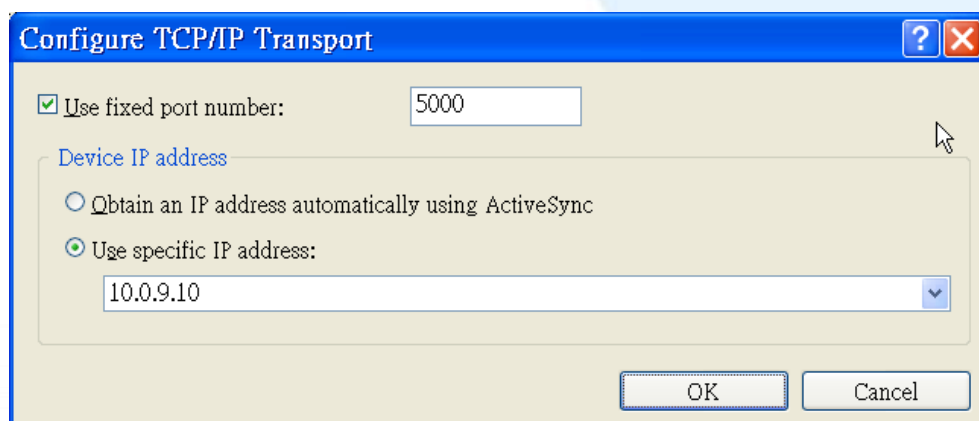 Configure TCP/IP Transport
Use fixed port number: 5000
Device IP address
Obtain an IP address automatically using ActiveSync
Use specific IP address:
10.0.9.10
OK Cancel